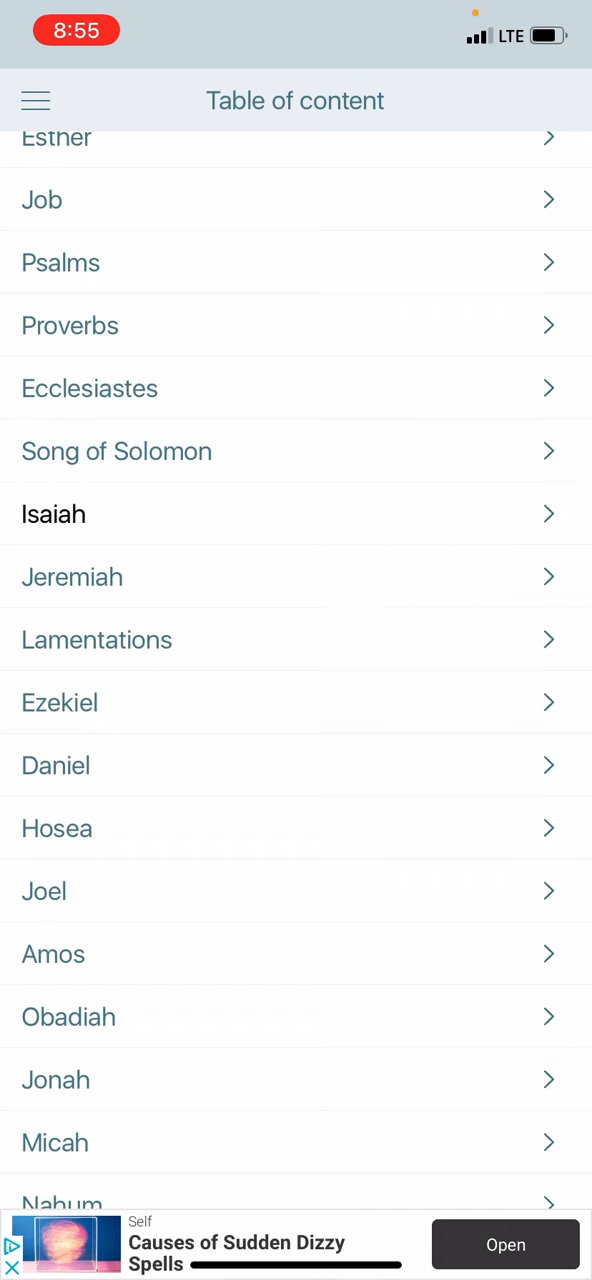 8:55
LTE
Table of content
Esther
Job
Psalms
Proverbs
Ecclesiastes
Song of Solomon
Isaiah
Jeremiah
Lamentations
Ezekiel
Daniel
Hosea
Joel
Amos
Obadiah
Jonah
Micah
Nahum
Self
Causes of Sudden Dizzy
Spells
Open